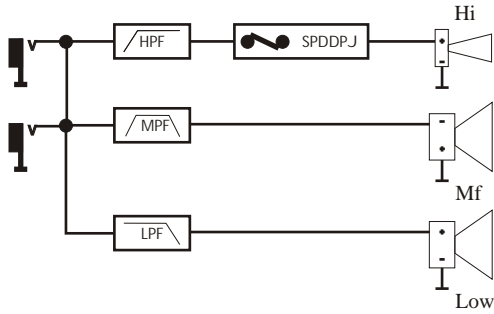 Hi
HPF
SPDDPJ
+
-
MPF
-
+
Mf
LPF
+
-
Low